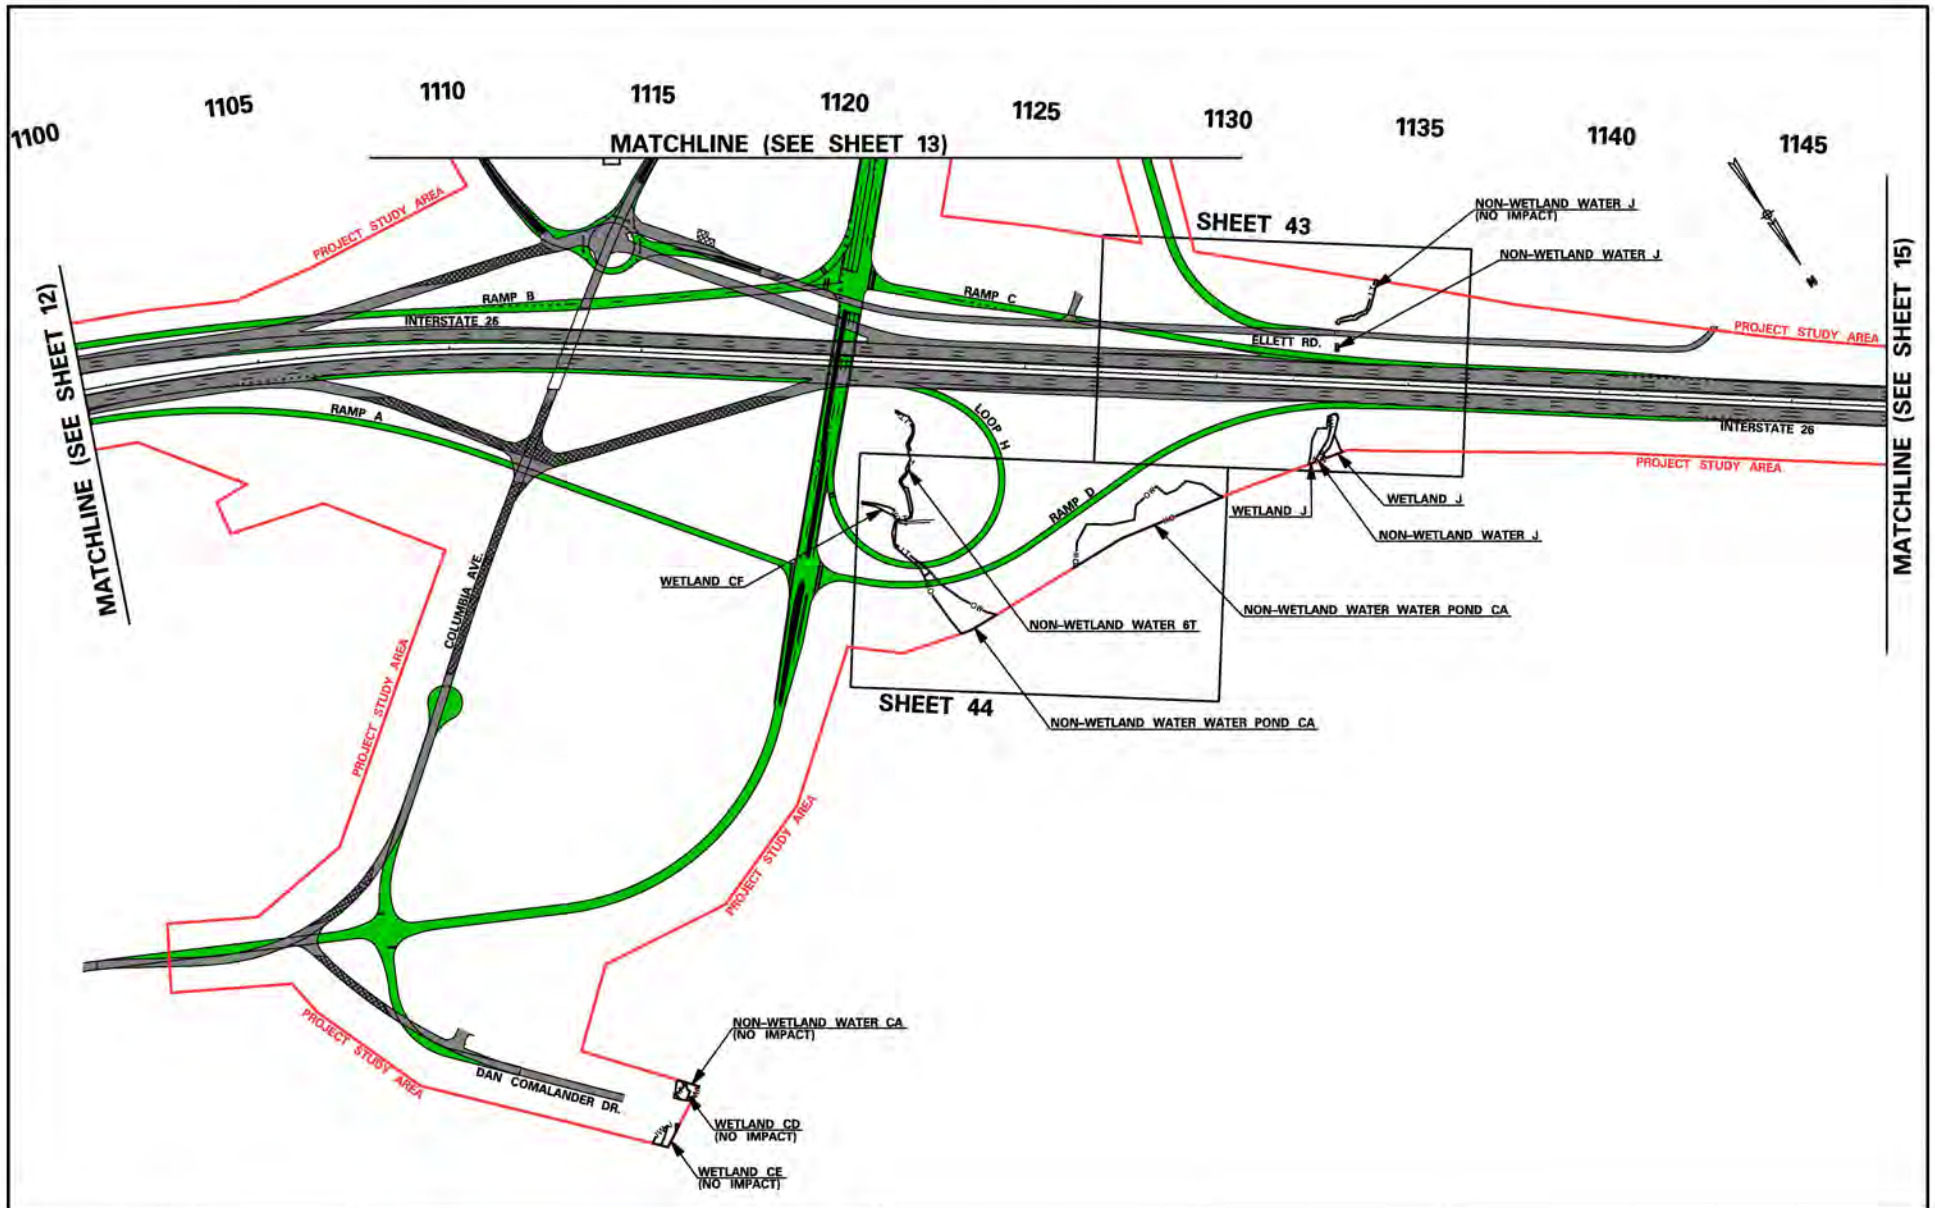 1100
1105
1110
1115
1120
1125
1130
1135
1140
1145
MATCHLINE (SEE SHEET 13)
PROJECT STUDY AREA
SHEET 43
NON-WETLAND WATER J
(NO IMPACT)
NON-WETLAND WATER J
N
MATCHLINE (SEE SHEET 12)
MATCHLINE (SEE SHEET 15)
RAMP B
RAMP C
INTERSTATE 26
ELLETT RD.
PROJECT STUDY AREA
RAMP A
LOOP H
INTERSTATE 26
PROJECT STUDY AREA
RAMP D
WETLAND J
WETLAND J
NON-WETLAND WATER J
WETLAND CF
COLUMBIA AVE.
NON-WETLAND WATER WATER POND CA
NON-WETLAND WATER 6T
PROJECT STUDY AREA
SHEET 44
NON-WETLAND WATER WATER POND CA
PROJECT STUDY AREA
PROJECT STUDY AREA
DAN COMALANDER DR.
NON-WETLAND WATER CA
(NO IMPACT)
WETLAND CD
(NO IMPACT)
WETLAND CE
(NO IMPACT)